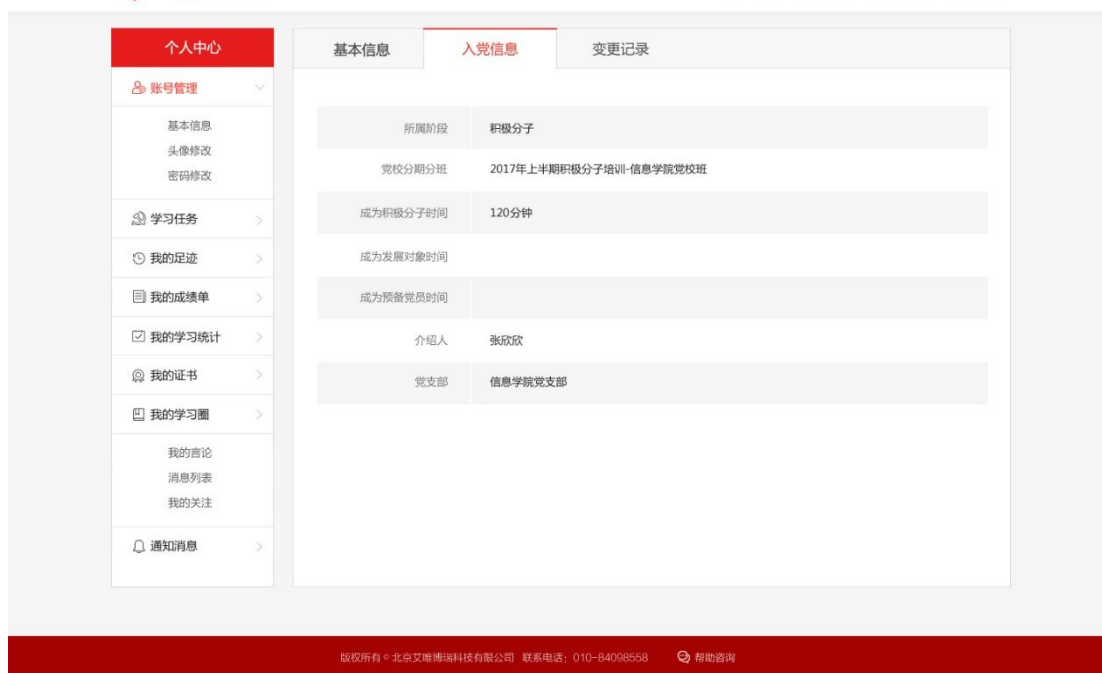 个人中心
基本信息 入党信息 变更记录
账号管理
基本信息
头像修改
密码修改
学习任务
我的足迹
我的成绩单
我的学习统计
我的证书
我的学习圈
我的言论
消息列表
我的关注
通知消息
所属阶段 积极分子
党校分期分班 2017年上半期积极分子培训-信息学院党校班
成为积极分子时间 120分钟
成为发展对象时间
成为预备党员时间
介绍人 张欣欣
党支部 信息学院党支部
版权所有©北京艾唯博瑞科技有限公司 联系电话：010-84098558 帮助咨询